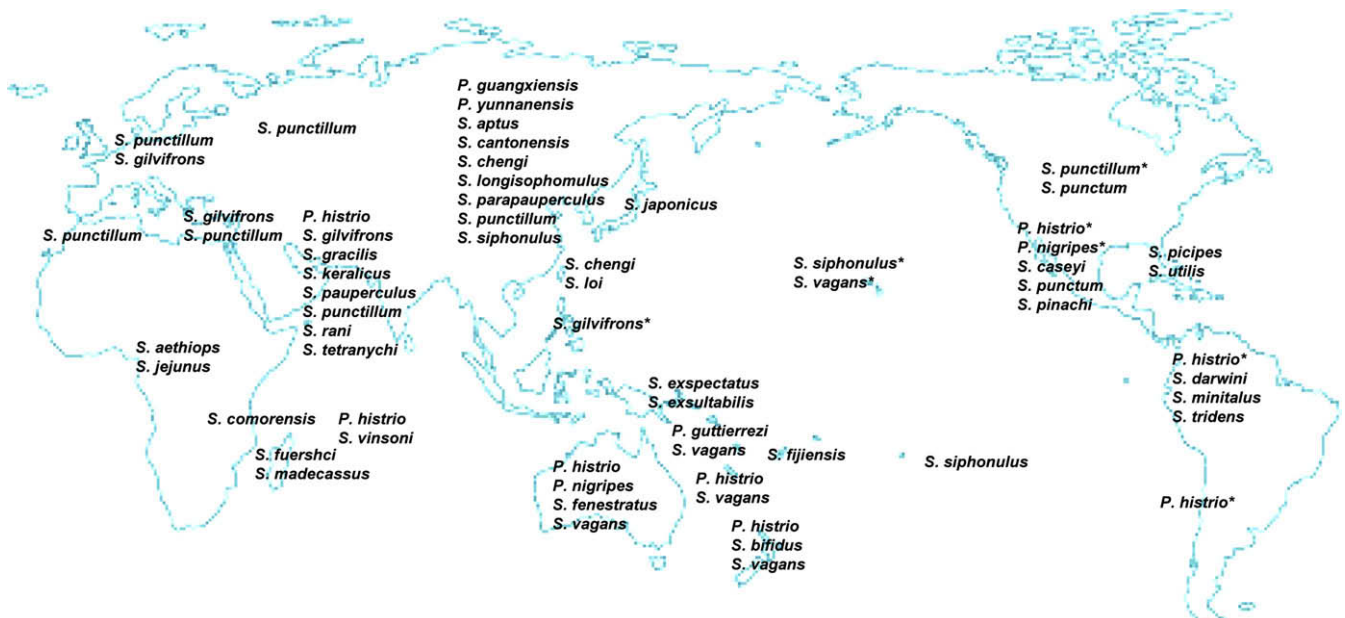 P. guangxiensis
P. yunnanensis
S. aptus
S. cantonensis
S. chengi
S. longisophomulus
S. parapauperculus
S. punctillum
S. siphonulus
S. punctillum
S. punctillum
S. gilvifrons
S. punctillum
S. gilvifrons
S. punctillum
P. histrio
S. gilvifrons
S. gracilis
S. keralicus
S. pauperculus
S. punctillum
S. rani
S. tetranychi
S. japonicus
S. chengi
S. loi
S. gilvifrons*
S. siphonulus*
S. vagans*
S. punctillum*
S. punctum
P. histrio*
P. nigripes*
S. caseyi
S. punctum
S. pinachi
S. picipes
S. utilis
S. aethiops
S. jejunus
S. comorensis
P. histrio
S. vinsoni
S. fuershci
S. madecassus
S. exspectatus
S. exsultabilis
P. guttierrezi
S. vagans
S. fijiensis
S. siphonulus
P. histrio
P. nigripes
S. fenestratus
S. vagans
P. histrio
S. vagans
P. histrio
S. bifidus
S. vagans
P. histrio*
S. darwini
S. minitalus
S. tridens
P. histrio*